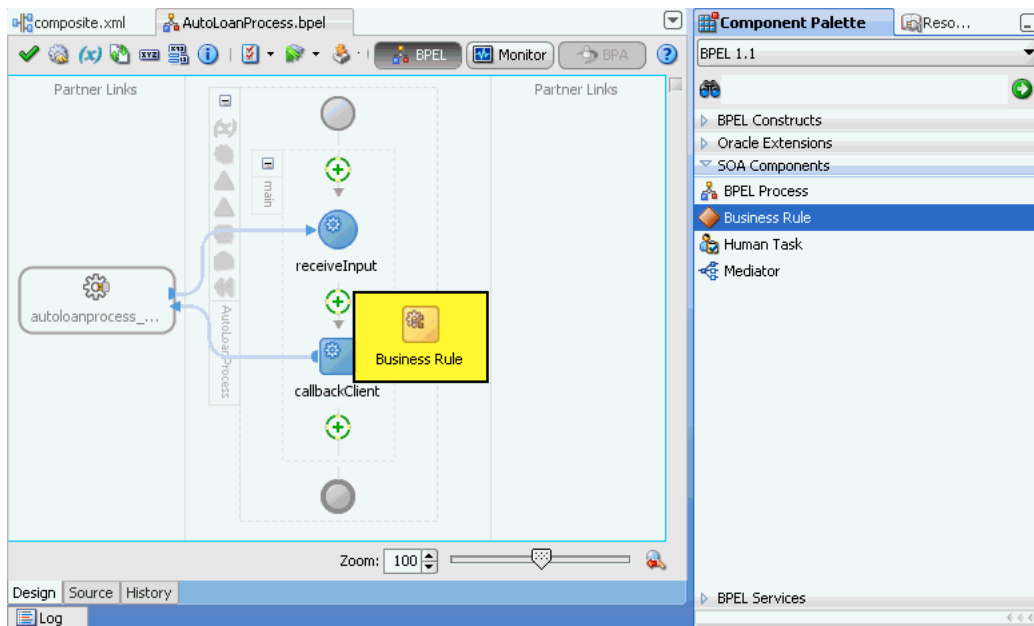 composite.xml
AutoLoanProcess.bpel
(x)
XYZ
BPEL
Monitor
BPA
Partner Links
Partner Links
(x)
main
receiveInput
autoloanprocess_...
AutoLoanProcess
Business Rule
callbackClient
Zoom: 100
Design Source History
Log
Component Palette
Reso...
BPEL 1.1
BPEL Constructs
Oracle Extensions
SOA Components
BPEL Process
Business Rule
Human Task
Mediator
BPEL Services